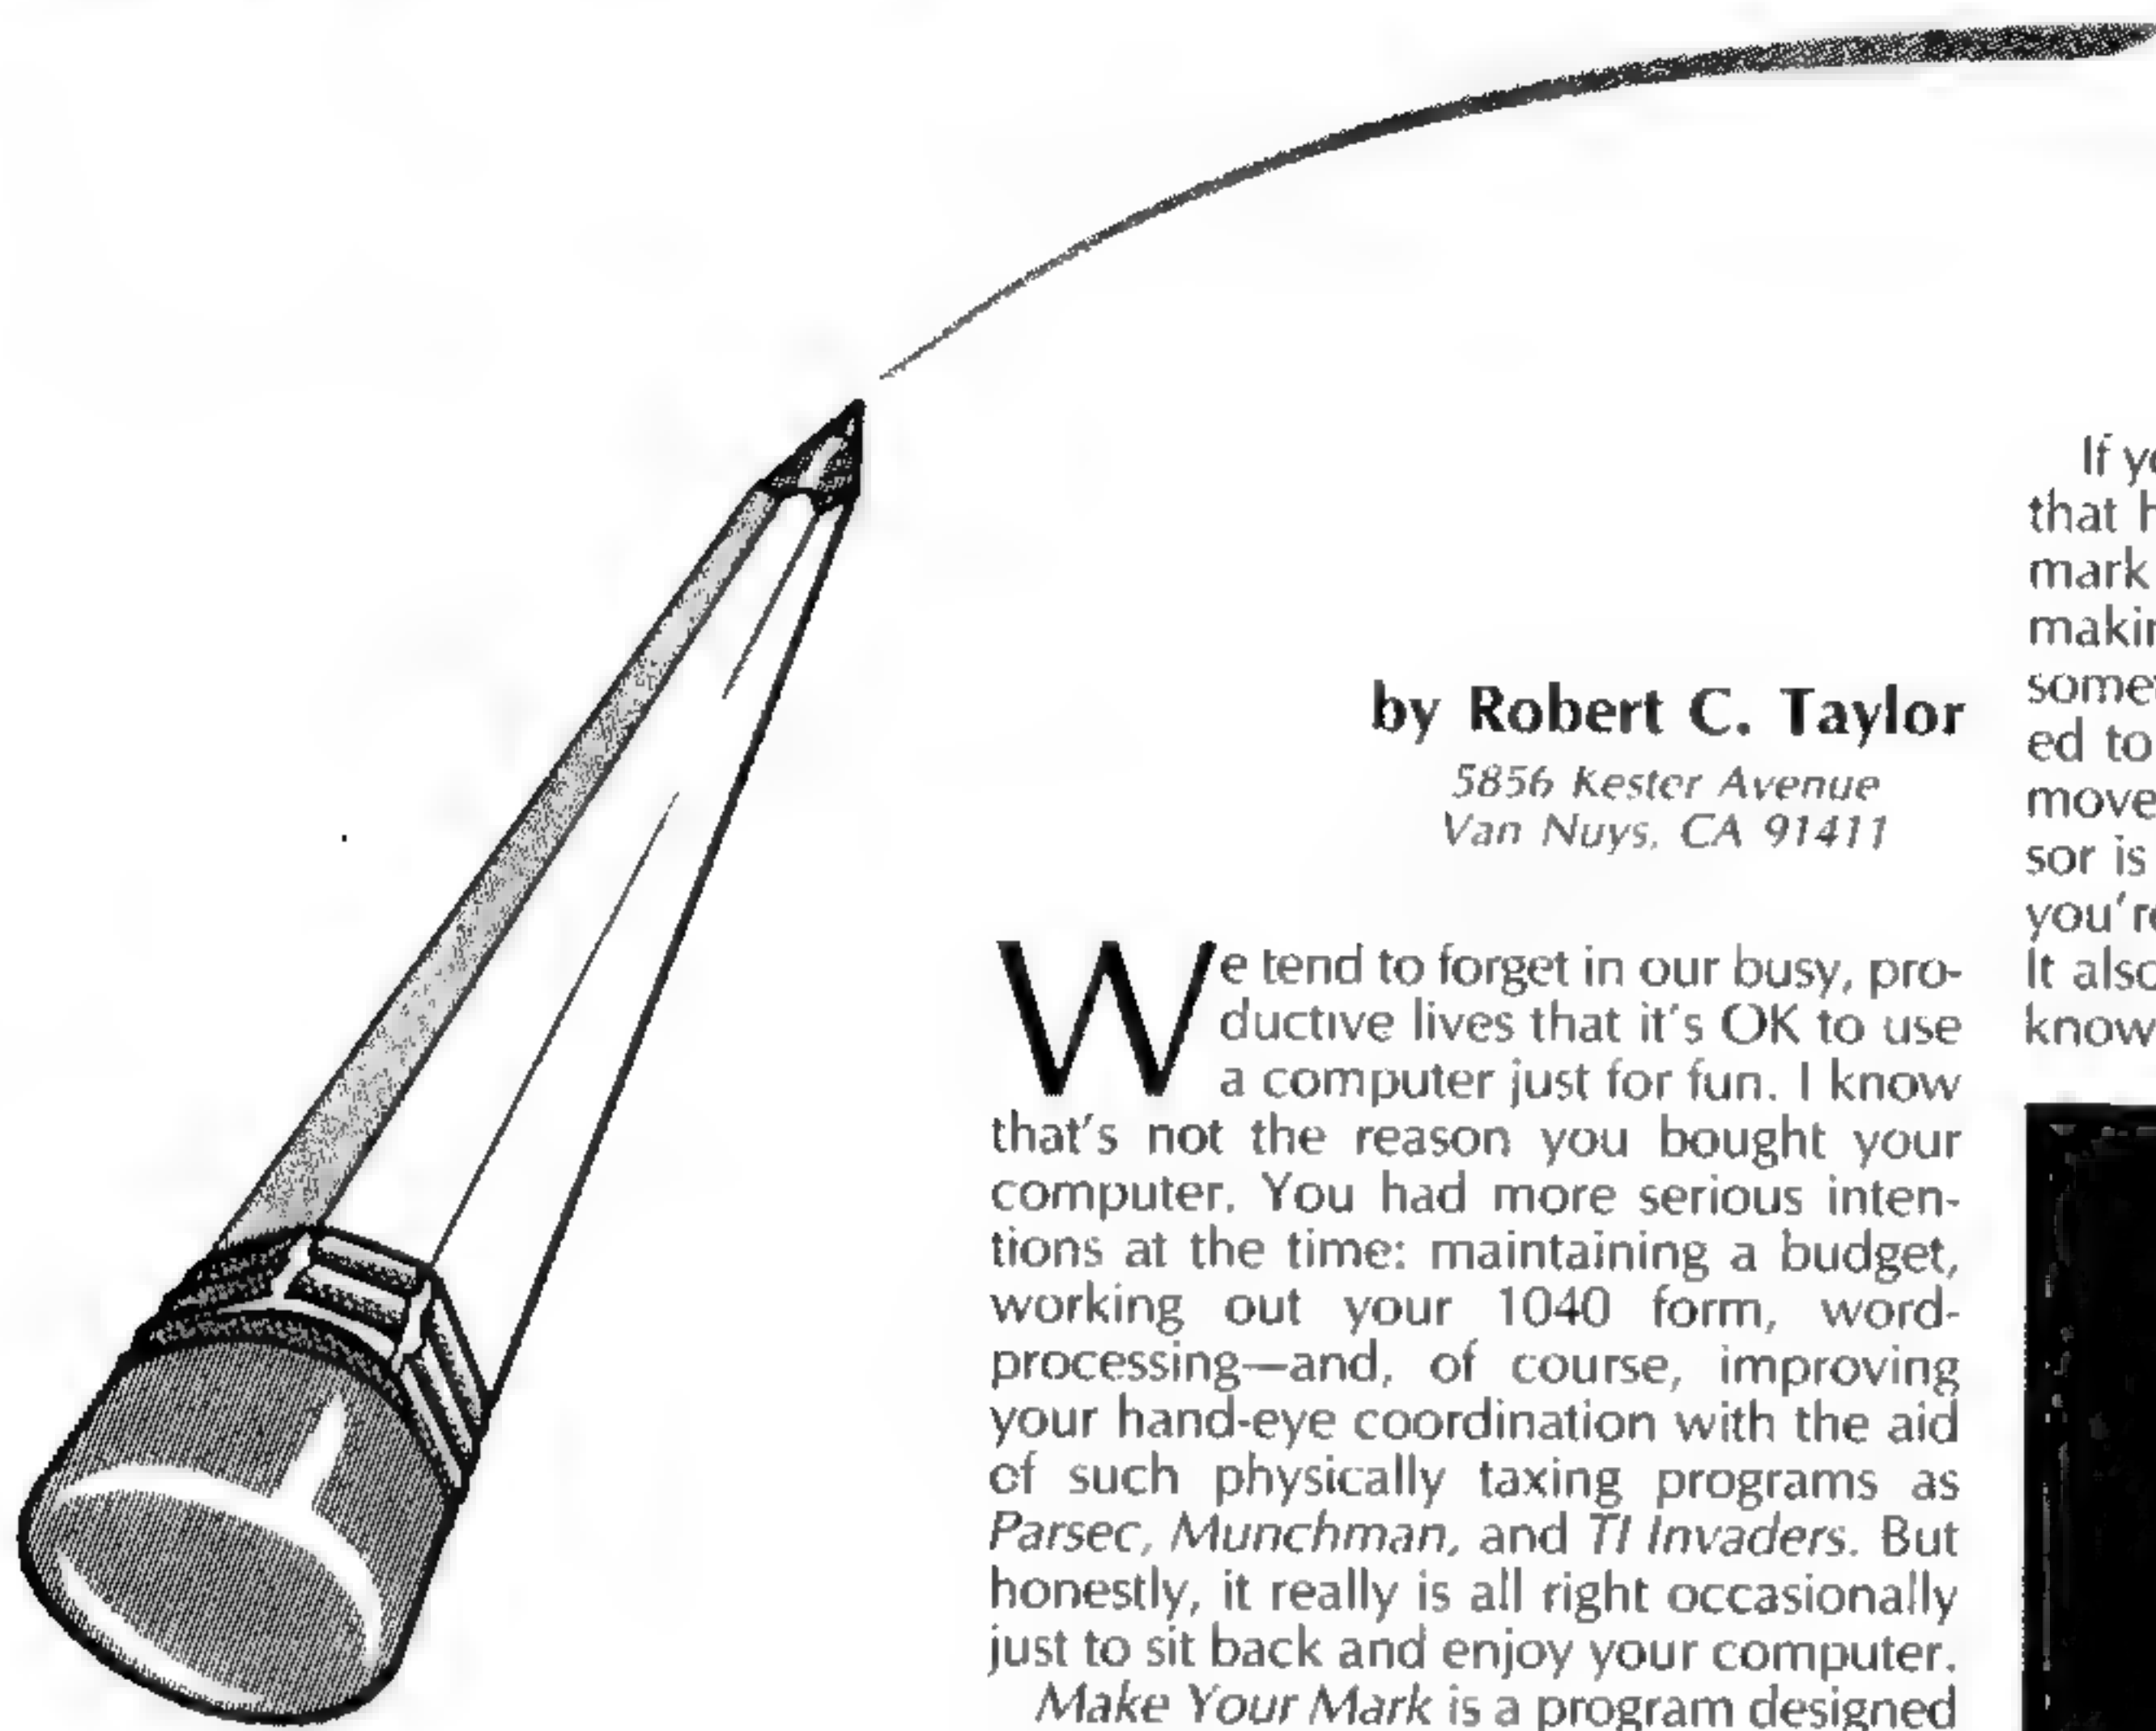 by Robert C. Taylor
5856 Kester Avenue
Van Nuys, CA 91411
We tend to forget in our busy, pro-
ductive lives that it's OK to use
a computer just for fun. I know
that's not the reason you bought your
computer. You had more serious inten-
tions at the time: maintaining a budget,
working out your 1040 form, word-
processing—and, of course, improving
your hand-eye coordination with the aid
of such physically taxing programs as
Parsec, Munchman, and TI Invaders. But
honestly, it really is all right occasionally
just to sit back and enjoy your computer.
Make Your Mark is a program designed
If
that
mark
ed to
sor is
It
know